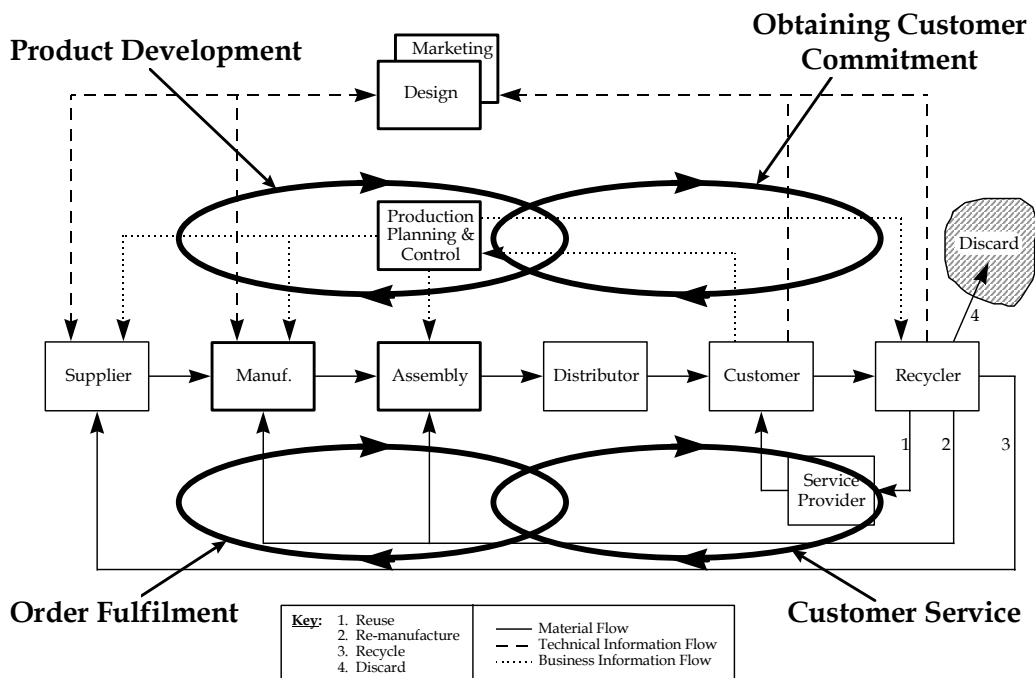 Product Development
Obtaining Customer
Commitment
Marketing
Design
Production
Planning &
Control
Discard
4
Supplier
Manuf.
Assembly
Distributor
Customer
Recycler
1
2
3
Service
Provider
Order Fulfilment
Customer Service
Key: 1. Reuse
2. Re-manufacture
3. Recycle
4. Discard
Material Flow
Technical Information Flow
Business Information Flow